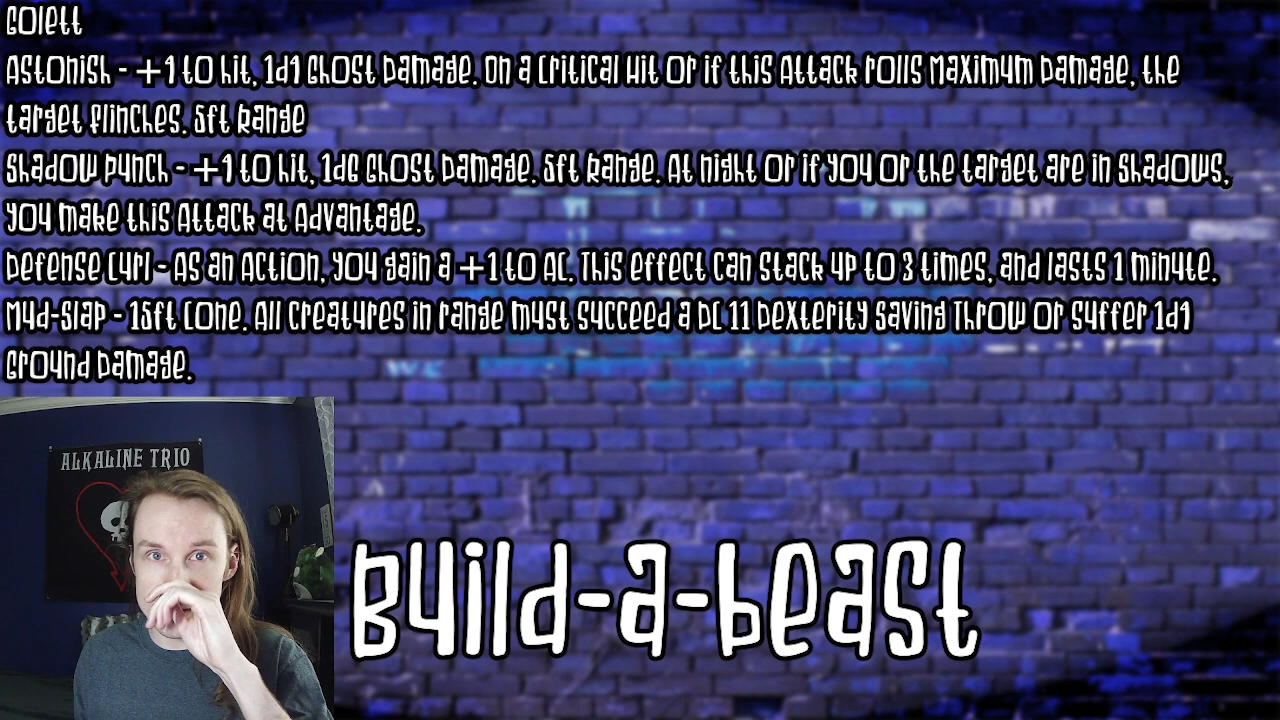 Golett
Astonish - +4 to hit, 1d4 Ghost Damage. On a Critical Hit or if this Attack rolls Maximum Damage, the
target flinches. 5ft Range
Shadow Punch - +4 to hit, 1d6 Ghost Damage. 5ft Range. At night or if you or the target are in Shadows,
you make this Attack at Advantage.
Defense Curl - As an Action, you gain a +1 to AC. This effect can stack up to 3 times, and lasts 1 minute.
Mud-Slap - 15ft Cone. All Creatures in range must succeed a DC 11 Dexterity Saving Throw or suffer 1d4
Ground Damage.
ALKALINE TRIO
Build-a-beast